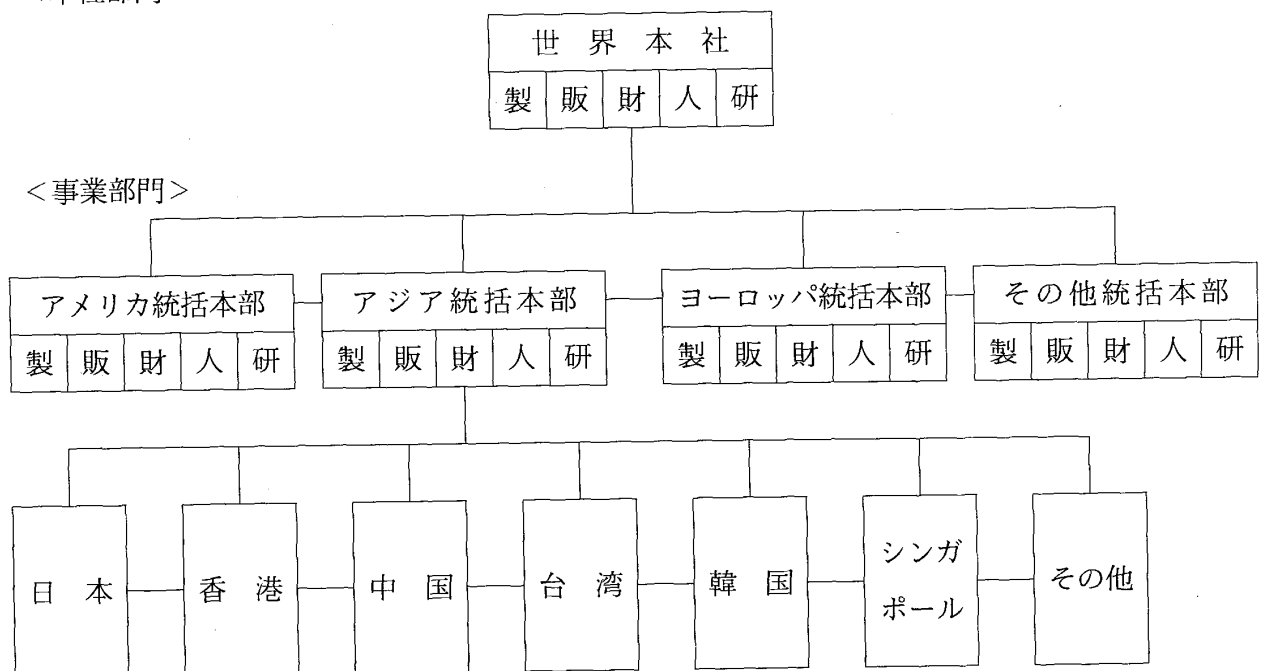 世界本社
製 販 財 人 研
＜事業部門＞
アメリカ統括本部 アジア統括本部 ヨーロッパ統括本部 その他統括本部
製 販 財 人 研 製 販 財 人 研 製 販 財 人 研 製 販 財 人 研
日本 香港 中国 台湾 韓国 シンガ
ポール その他